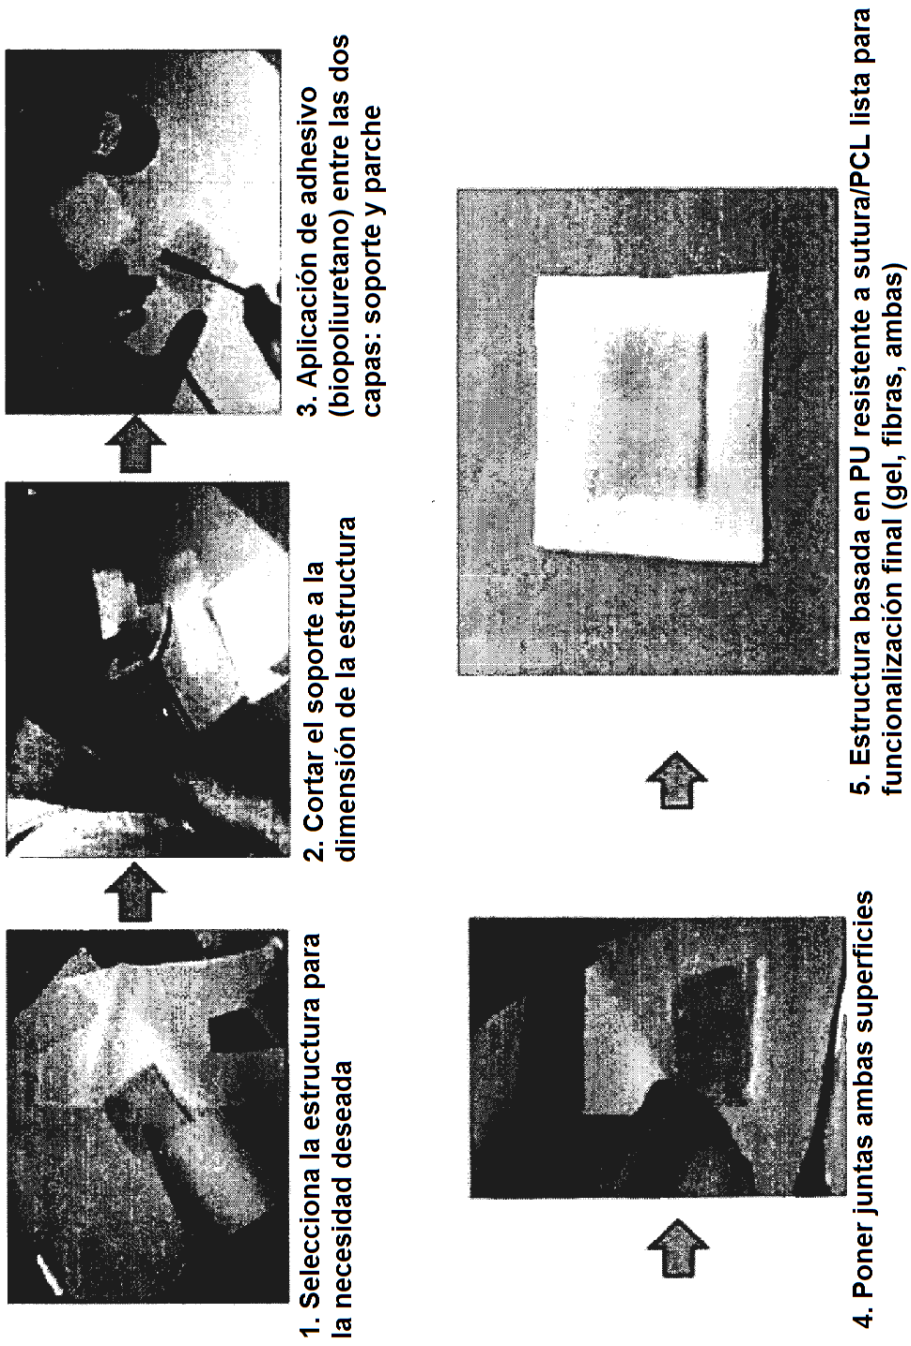 1. Selecciona la estructura para
la necesidad deseada
2. Cortar el soporte a la
dimensión de la estructura
3. Aplicación de adhesivo
(biopoliuretano) entre las dos
capas: soporte y parche
4. Poner juntas ambas superficies
5. Estructura basada en PU resistente a sutura/PCL lista para
funcionalización final (gel, fibras, ambas)